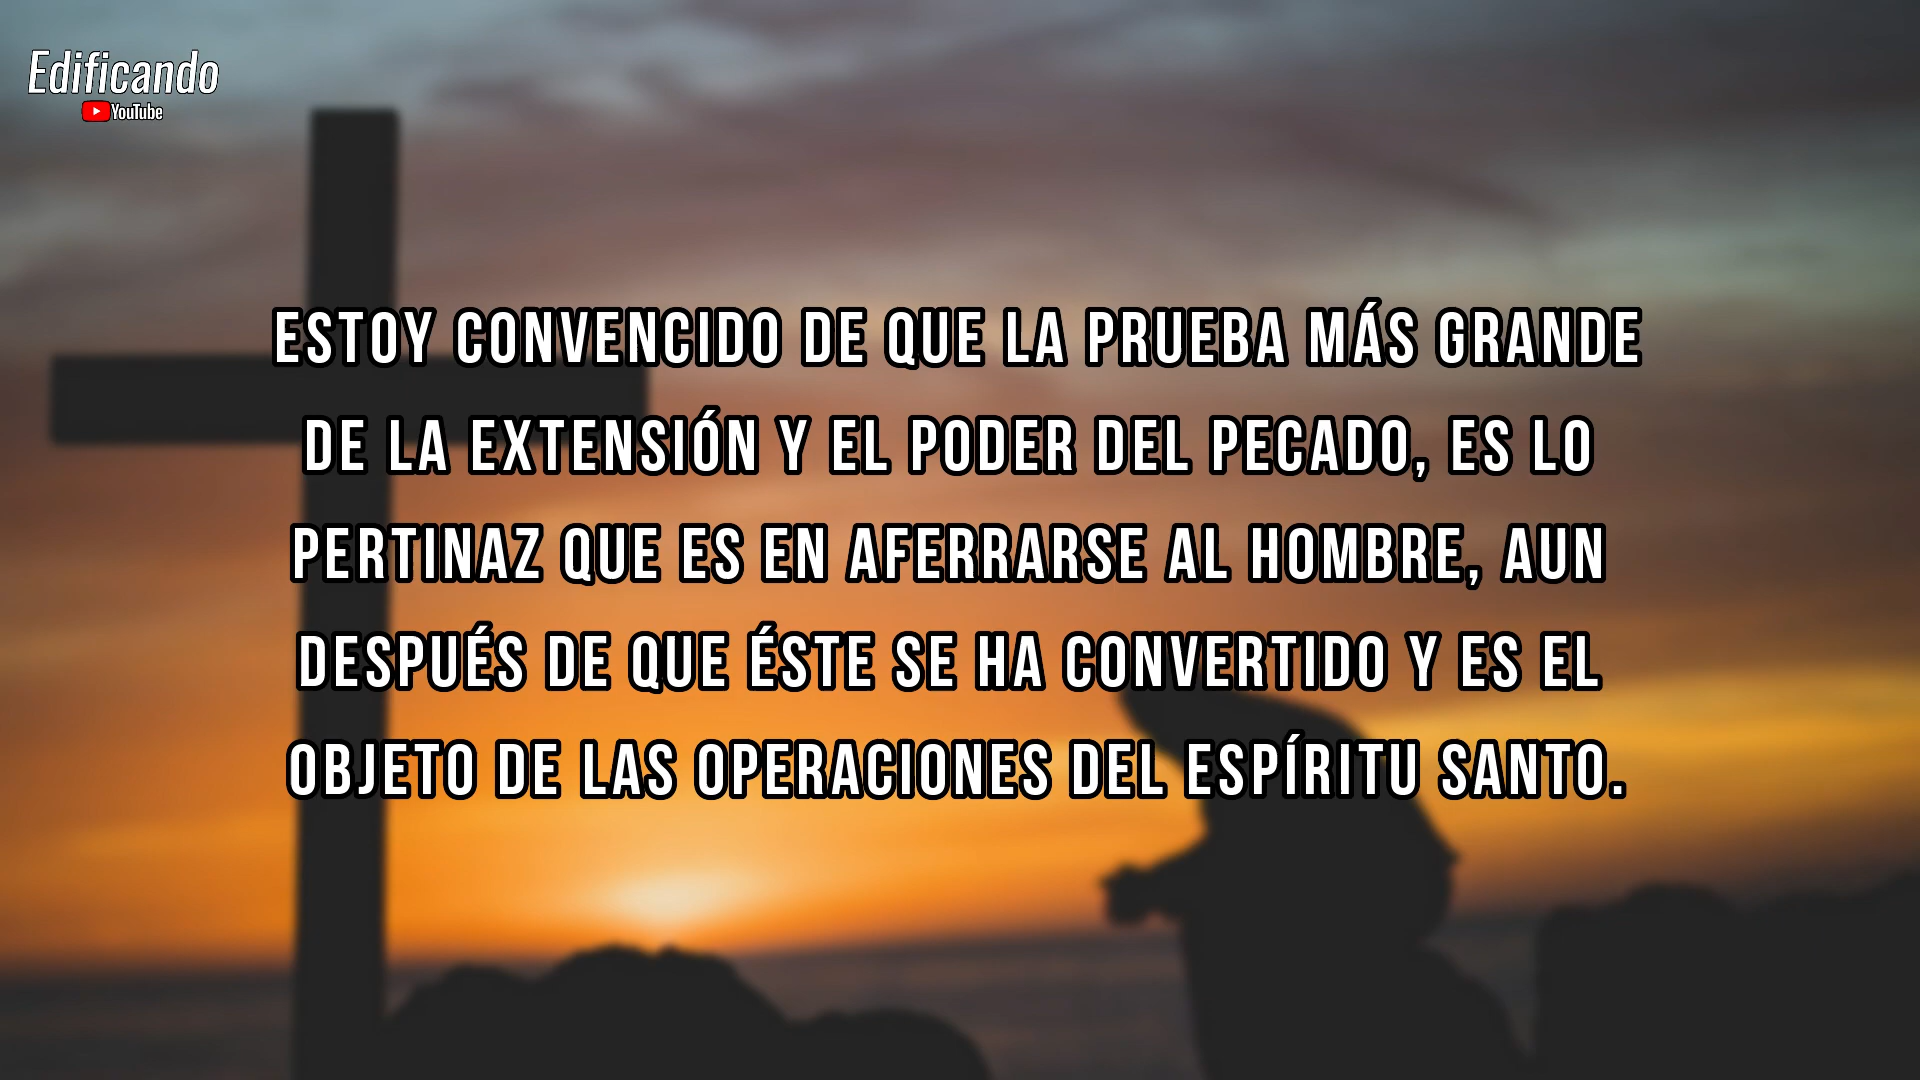 Edificando
YouTube
ESTOY CONVENCIDO DE QUE LA PRUEBA MÁS GRANDE
DE LA EXTENSIÓN Y EL PODER DEL PECADO, ES LO
PERTINAZ QUE ES EN AFERRARSE AL HOMBRE, AUN
DESPUÉS DE QUE ÉSTE SE HA CONVERTIDO Y ES EL
OBJETO DE LAS OPERACIONES DEL ESPÍRITU SANTO.